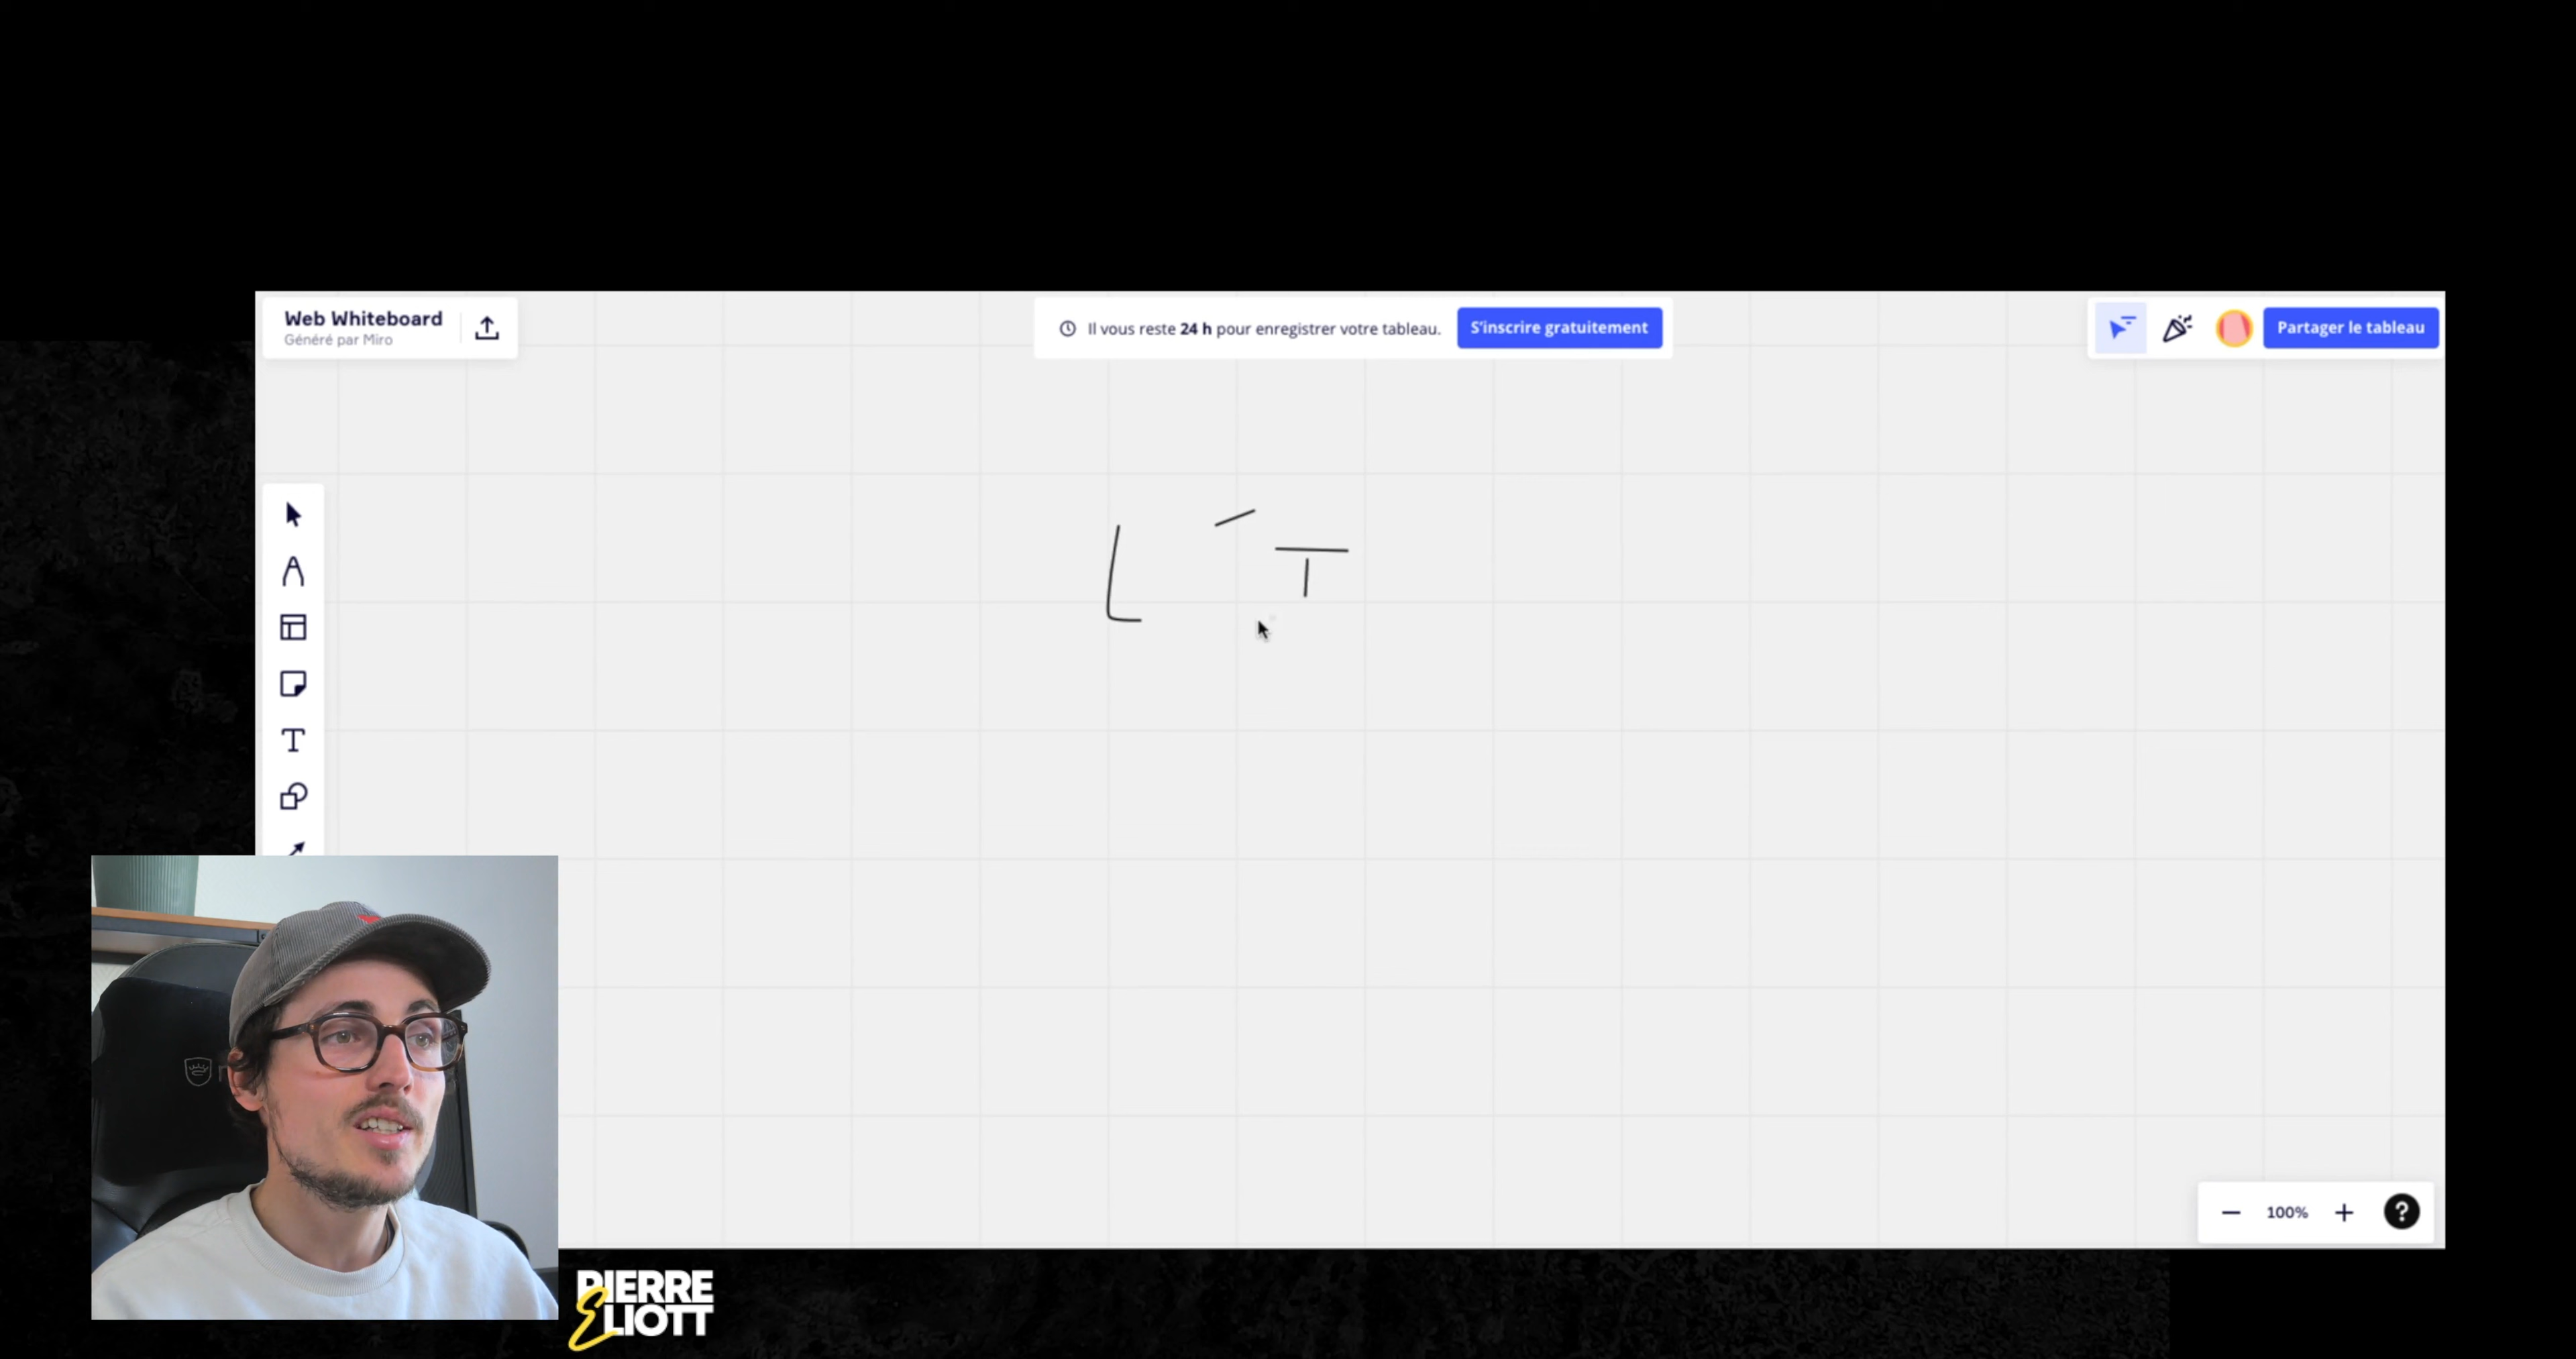 Web Whiteboard
Généré par Miro
Il vous reste 24 h pour enregistrer votre tableau.
S'inscrire gratuitement
Partager le tableau
L T
100%
PIERRE
ELIOTT